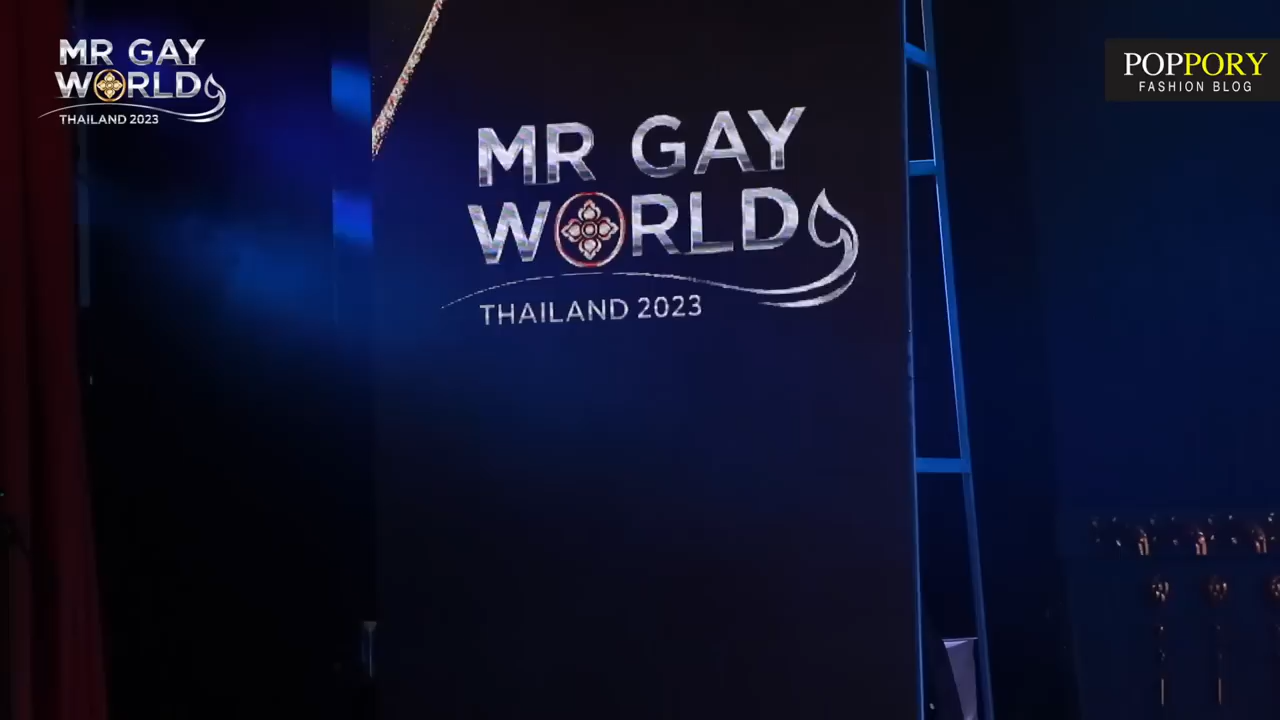 MR GAY
WORLD
THAILAND 2023
POPPORY
FASHION BLOG
MR GAY
WORLD
THAILAND 2023